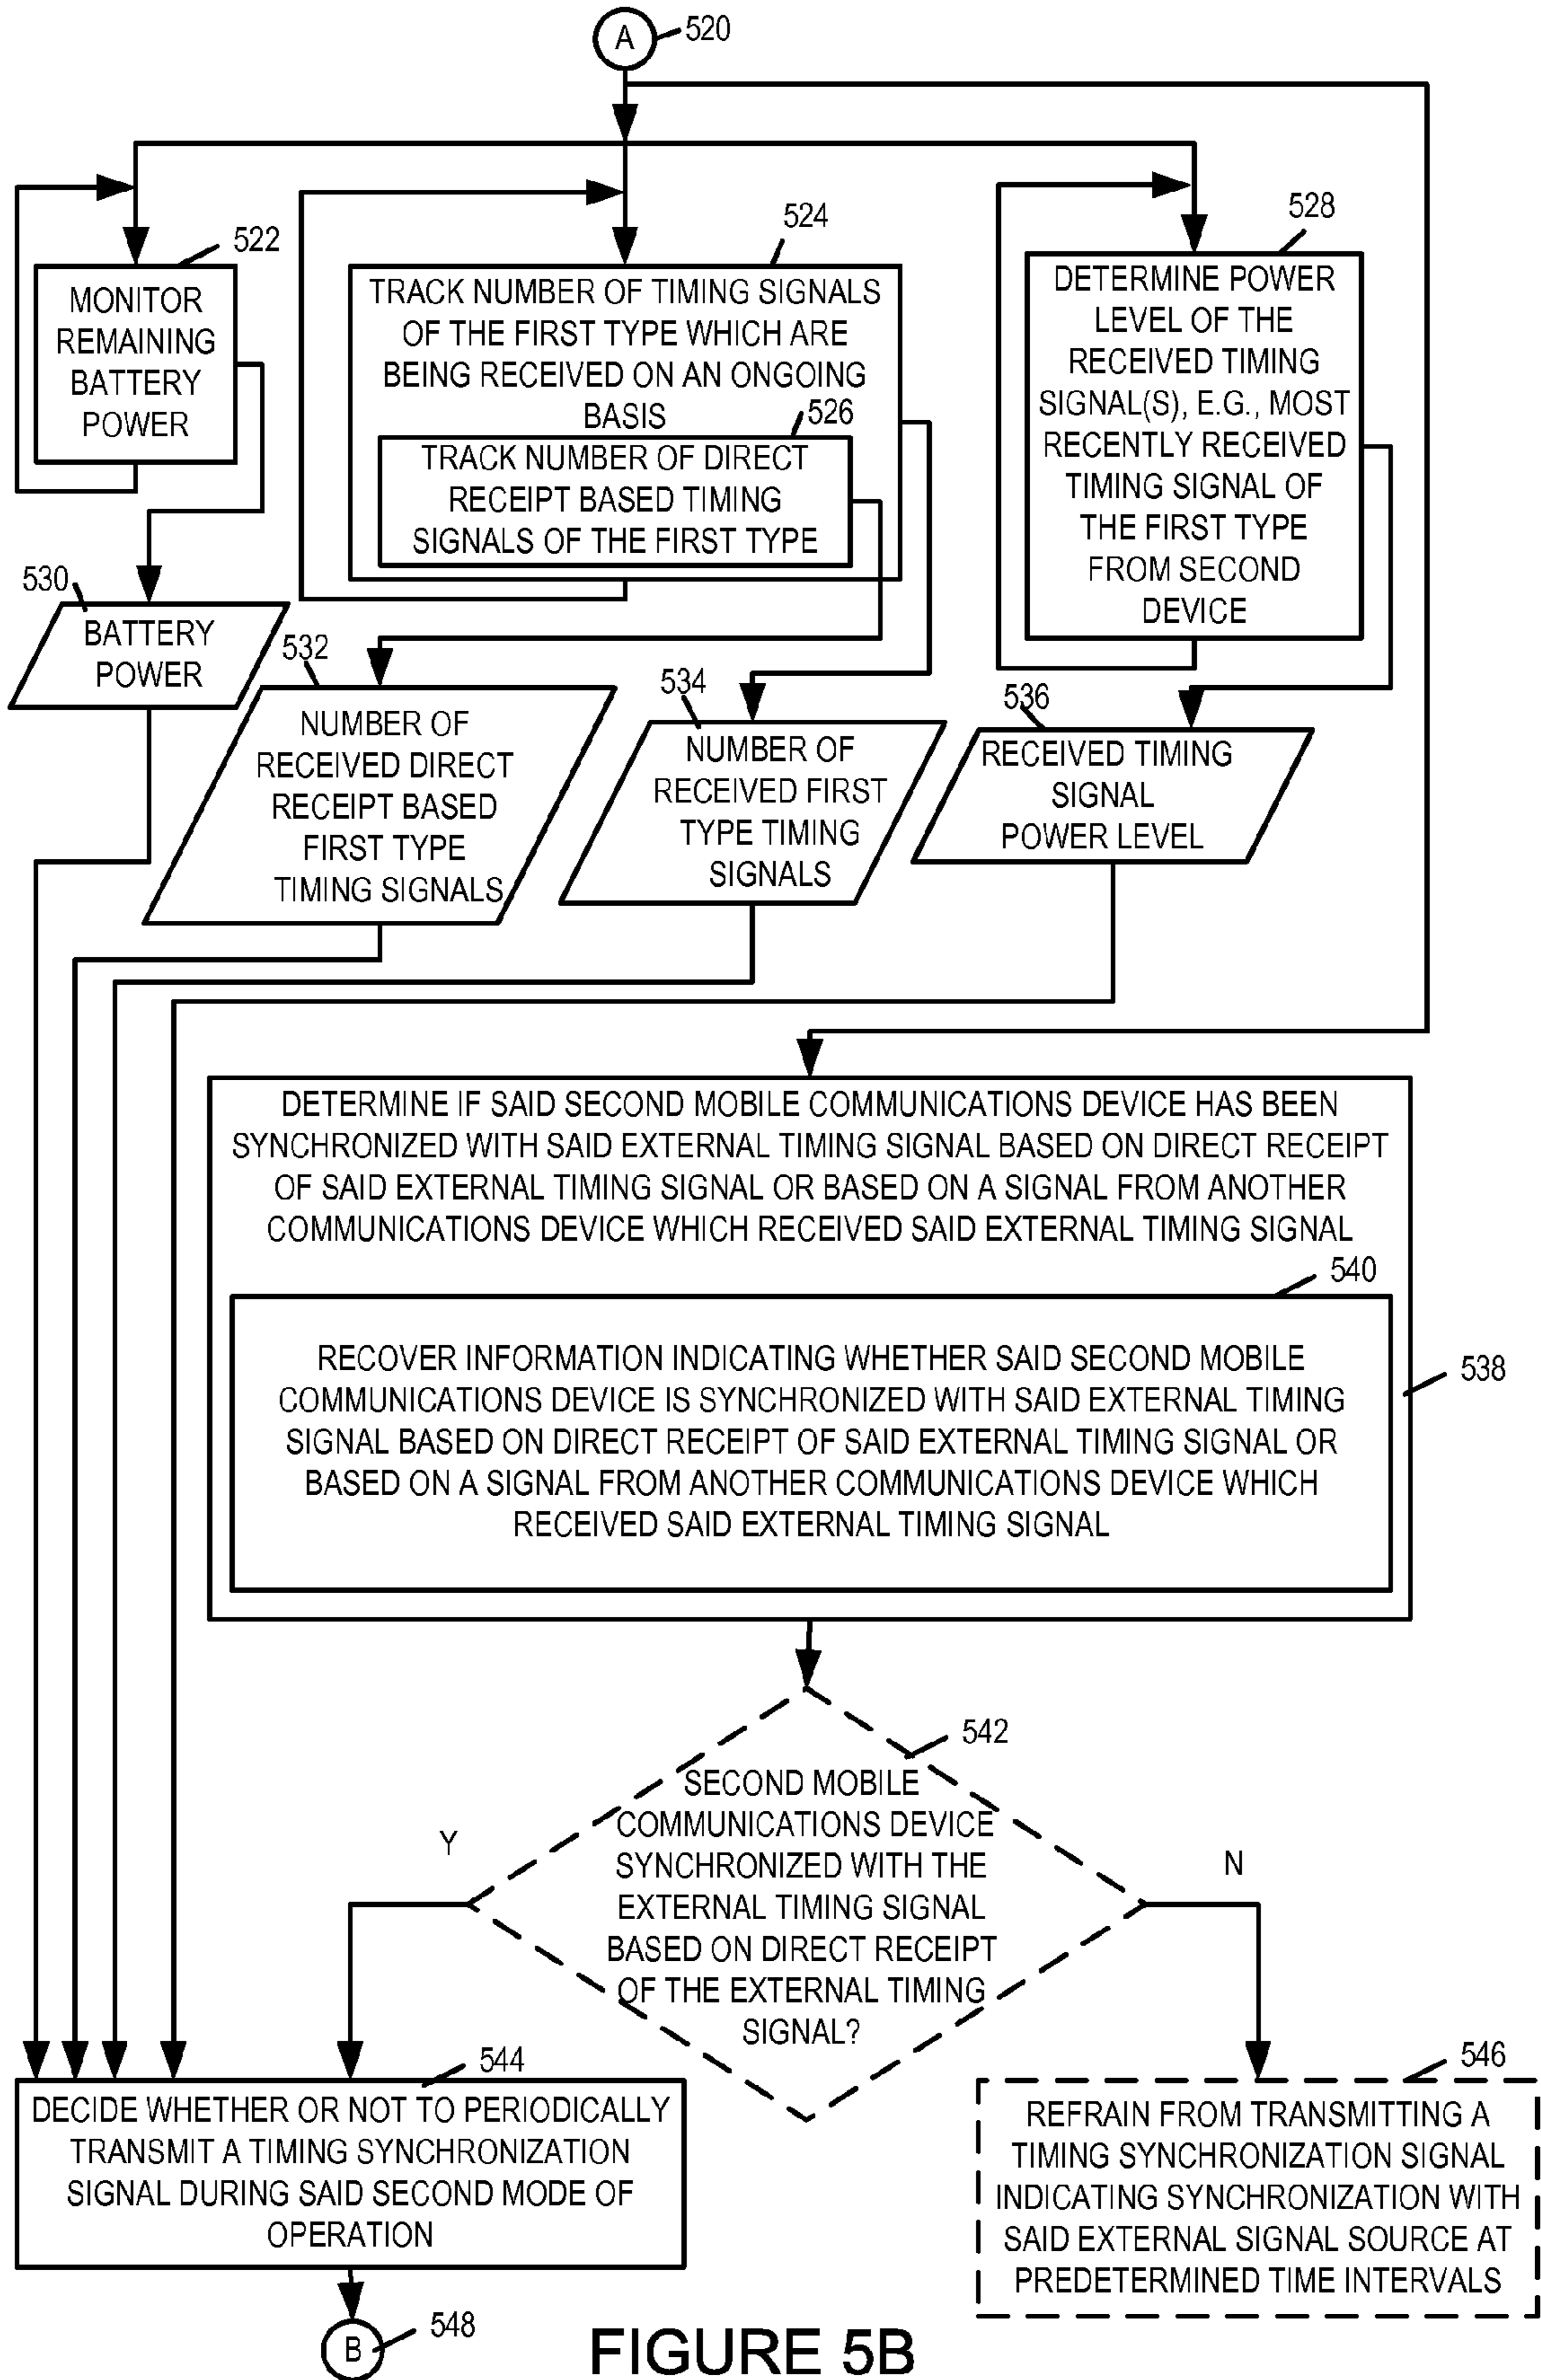 A
520
522
MONITOR
REMAINING
BATTERY
POWER
524
TRACK NUMBER OF TIMING SIGNALS
OF THE FIRST TYPE WHICH ARE
BEING RECEIVED ON AN ONGOING
BASIS
526
TRACK NUMBER OF DIRECT
RECEIPT BASED TIMING
SIGNALS OF THE FIRST TYPE
528
DETERMINE POWER
LEVEL OF THE
RECEIVED TIMING
SIGNAL(S), E.G., MOST
RECENTLY RECEIVED
TIMING SIGNAL OF
THE FIRST TYPE
FROM SECOND
DEVICE
530
BATTERY
POWER
532
NUMBER OF
RECEIVED DIRECT
RECEIPT BASED
FIRST TYPE
TIMING SIGNALS
534
NUMBER OF
RECEIVED FIRST
TYPE TIMING
SIGNALS
536
RECEIVED TIMING
SIGNAL
POWER LEVEL
DETERMINE IF SAID SECOND MOBILE COMMUNICATIONS DEVICE HAS BEEN
SYNCHRONIZED WITH SAID EXTERNAL TIMING SIGNAL BASED ON DIRECT RECEIPT
OF SAID EXTERNAL TIMING SIGNAL OR BASED ON A SIGNAL FROM ANOTHER
COMMUNICATIONS DEVICE WHICH RECEIVED SAID EXTERNAL TIMING SIGNAL
540
RECOVER INFORMATION INDICATING WHETHER SAID SECOND MOBILE
COMMUNICATIONS DEVICE IS SYNCHRONIZED WITH SAID EXTERNAL TIMING
SIGNAL BASED ON DIRECT RECEIPT OF SAID EXTERNAL TIMING SIGNAL OR
BASED ON A SIGNAL FROM ANOTHER COMMUNICATIONS DEVICE WHICH
RECEIVED SAID EXTERNAL TIMING SIGNAL
538
542
SECOND MOBILE
COMMUNICATIONS DEVICE
SYNCHRONIZED WITH THE
EXTERNAL TIMING SIGNAL
BASED ON DIRECT RECEIPT
OF THE EXTERNAL TIMING
SIGNAL?
Y
N
544
DECIDE WHETHER OR NOT TO PERIODICALLY
TRANSMIT A TIMING SYNCHRONIZATION
SIGNAL DURING SAID SECOND MODE OF
OPERATION
546
REFRAIN FROM TRANSMITTING A
TIMING SYNCHRONIZATION SIGNAL
INDICATING SYNCHRONIZATION WITH
SAID EXTERNAL SIGNAL SOURCE AT
PREDETERMINED TIME INTERVALS
B
548
FIGURE 5B